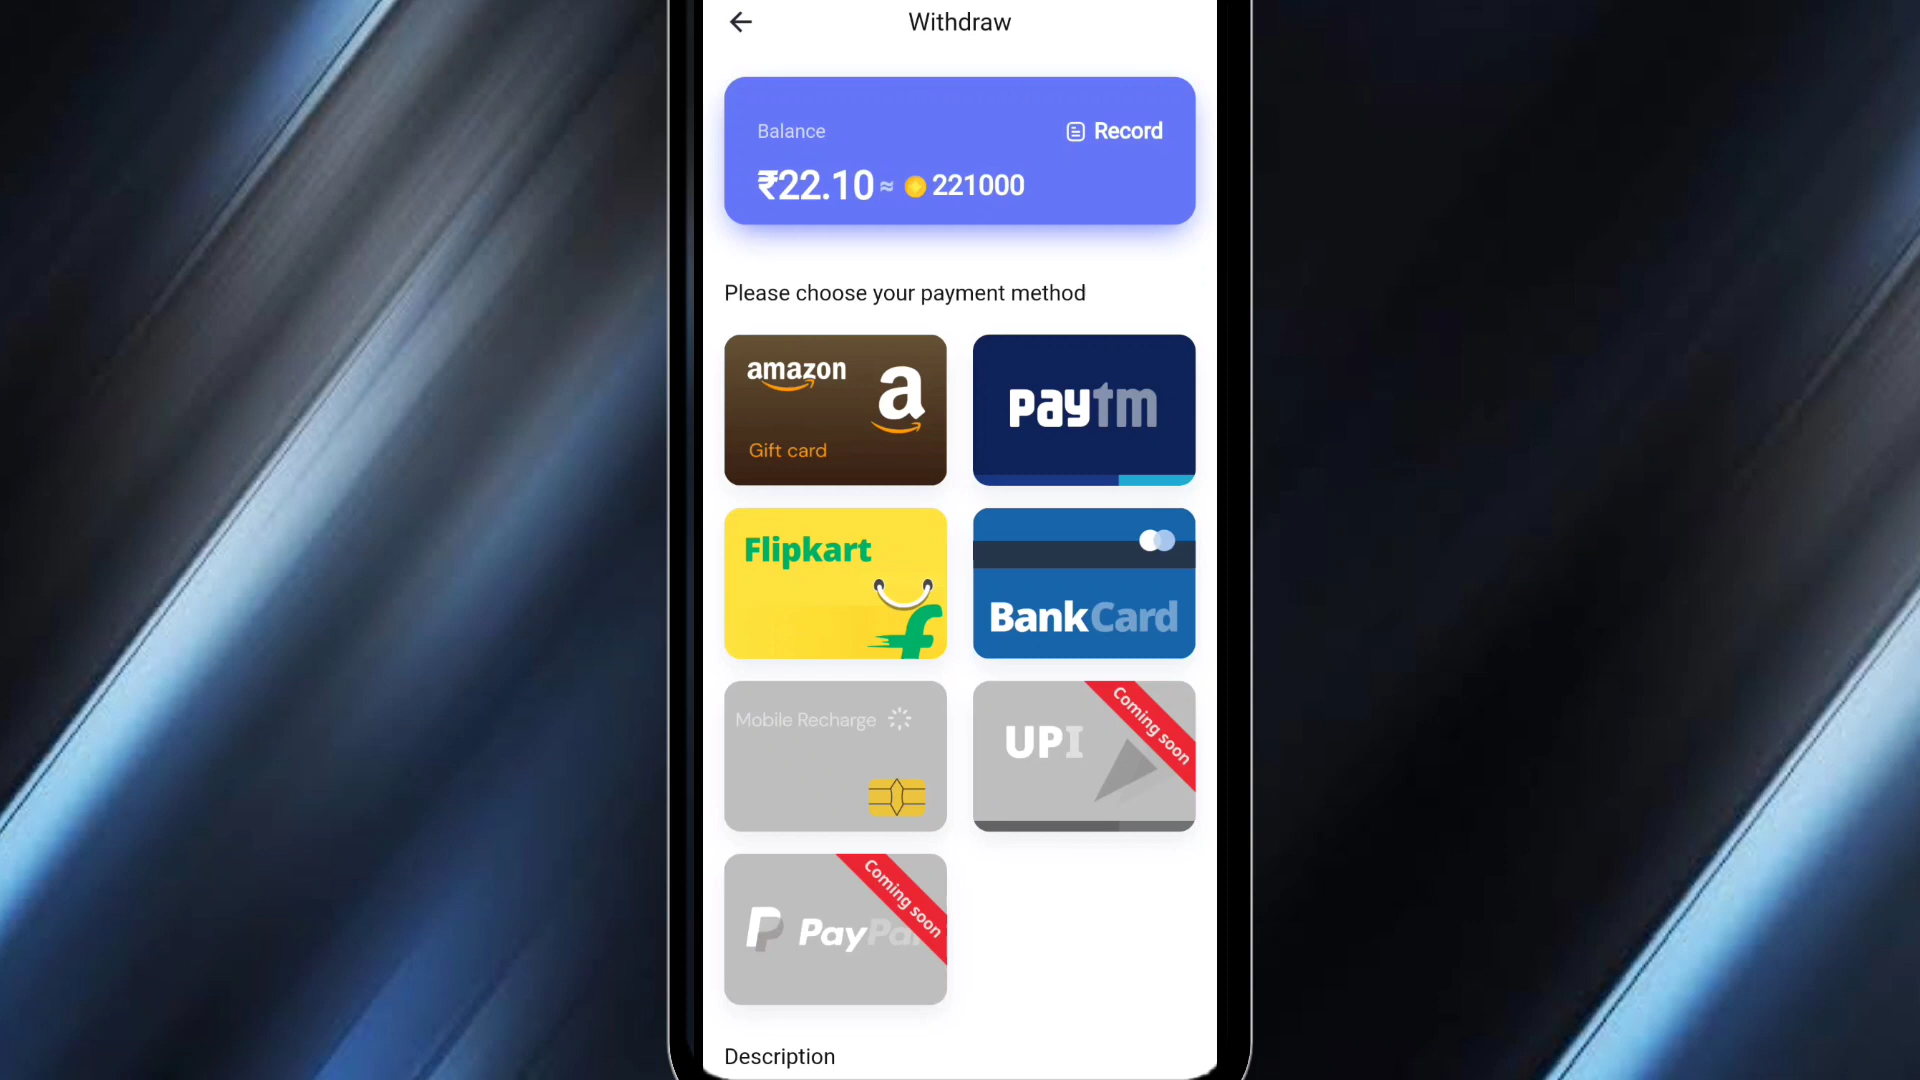 Withdraw
Balance
Record
₹22.10 ≈ 221000
Please choose your payment method
amazon
a
Gift card
paytm
Flipkart
f
BankCard
Mobile Recharge
UPI
Coming soon
PayPal
Coming soon
Description